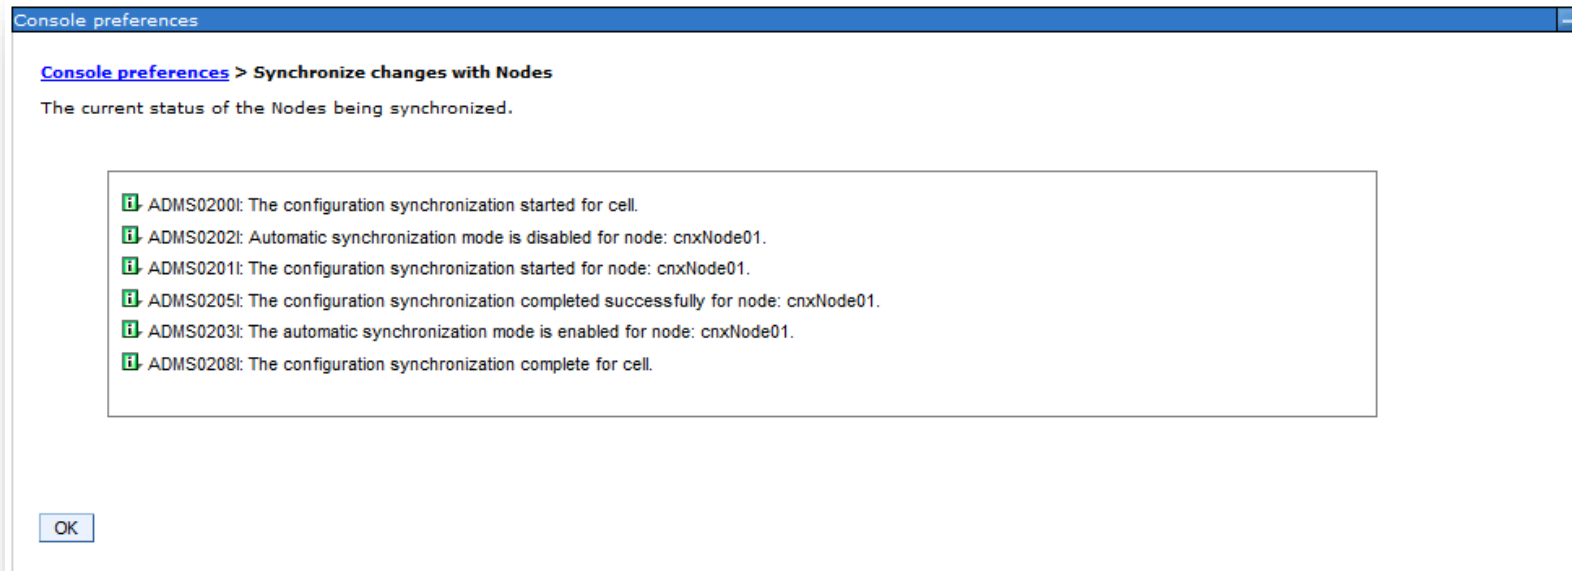 Console preferences
Console preferences > Synchronize changes with Nodes
The current status of the Nodes being synchronized.
ADMS0200I: The configuration synchronization started for cell.
ADMS0202I: Automatic synchronization mode is disabled for node: cnxNode01.
ADMS0201I: The configuration synchronization started for node: cnxNode01.
ADMS0205I: The configuration synchronization completed successfully for node: cnxNode01.
ADMS0203I: The automatic synchronization mode is enabled for node: cnxNode01.
ADMS0208I: The configuration synchronization complete for cell.
OK